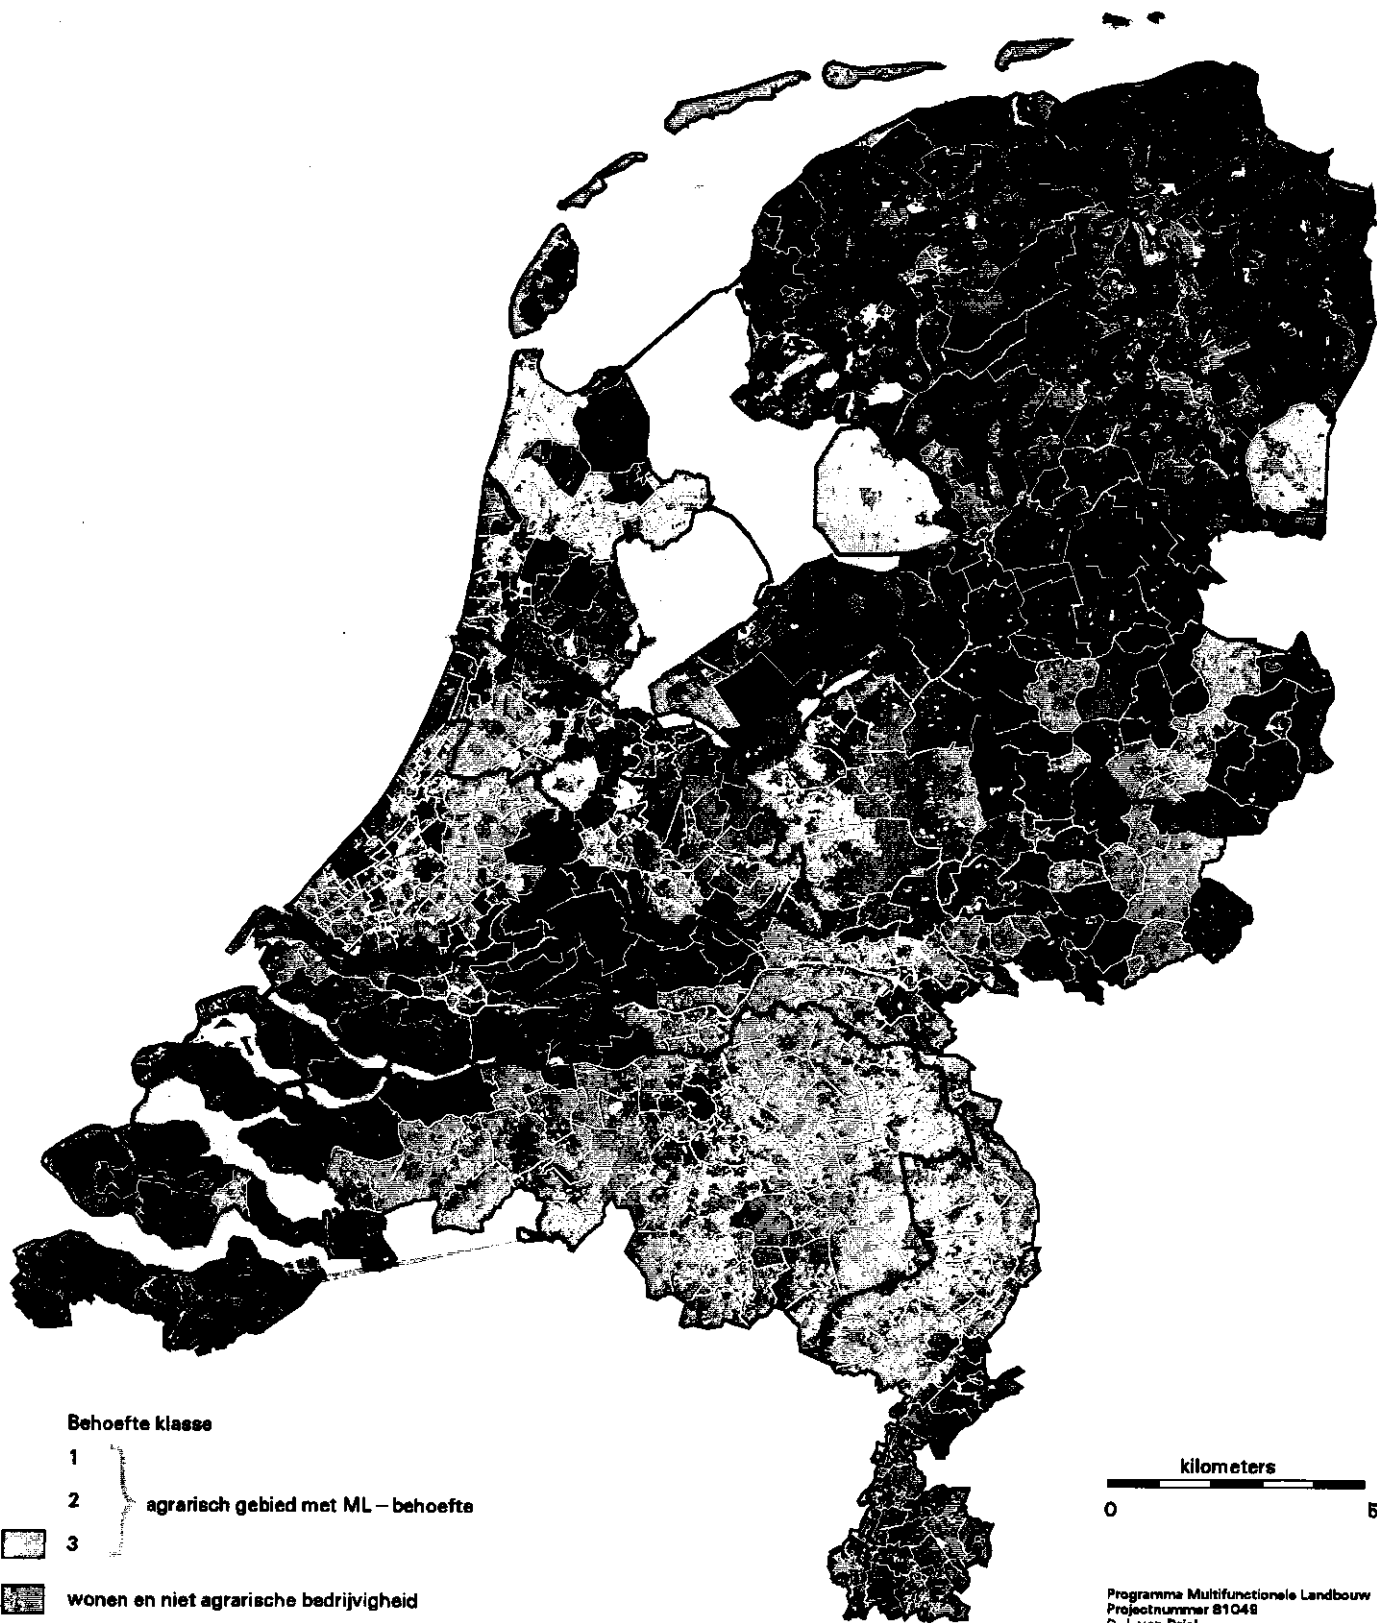 Behoefte klasse
1
2
agrarisch gebied met ML – behoefte
3
wonen en niet agrarische bedrijvigheid
kilometers
0
Programma Multifunctionele Landbouw
Projectnummer 81049